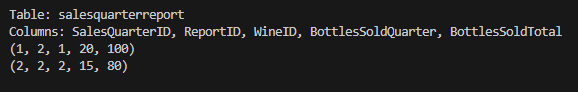 Table: salesquarterreport
Columns: SalesQuarterID, ReportID, WineID, BottlesSoldQuarter, BottlesSoldTotal
(1, 2, 1, 20, 100)
(2, 2, 2, 15, 80)